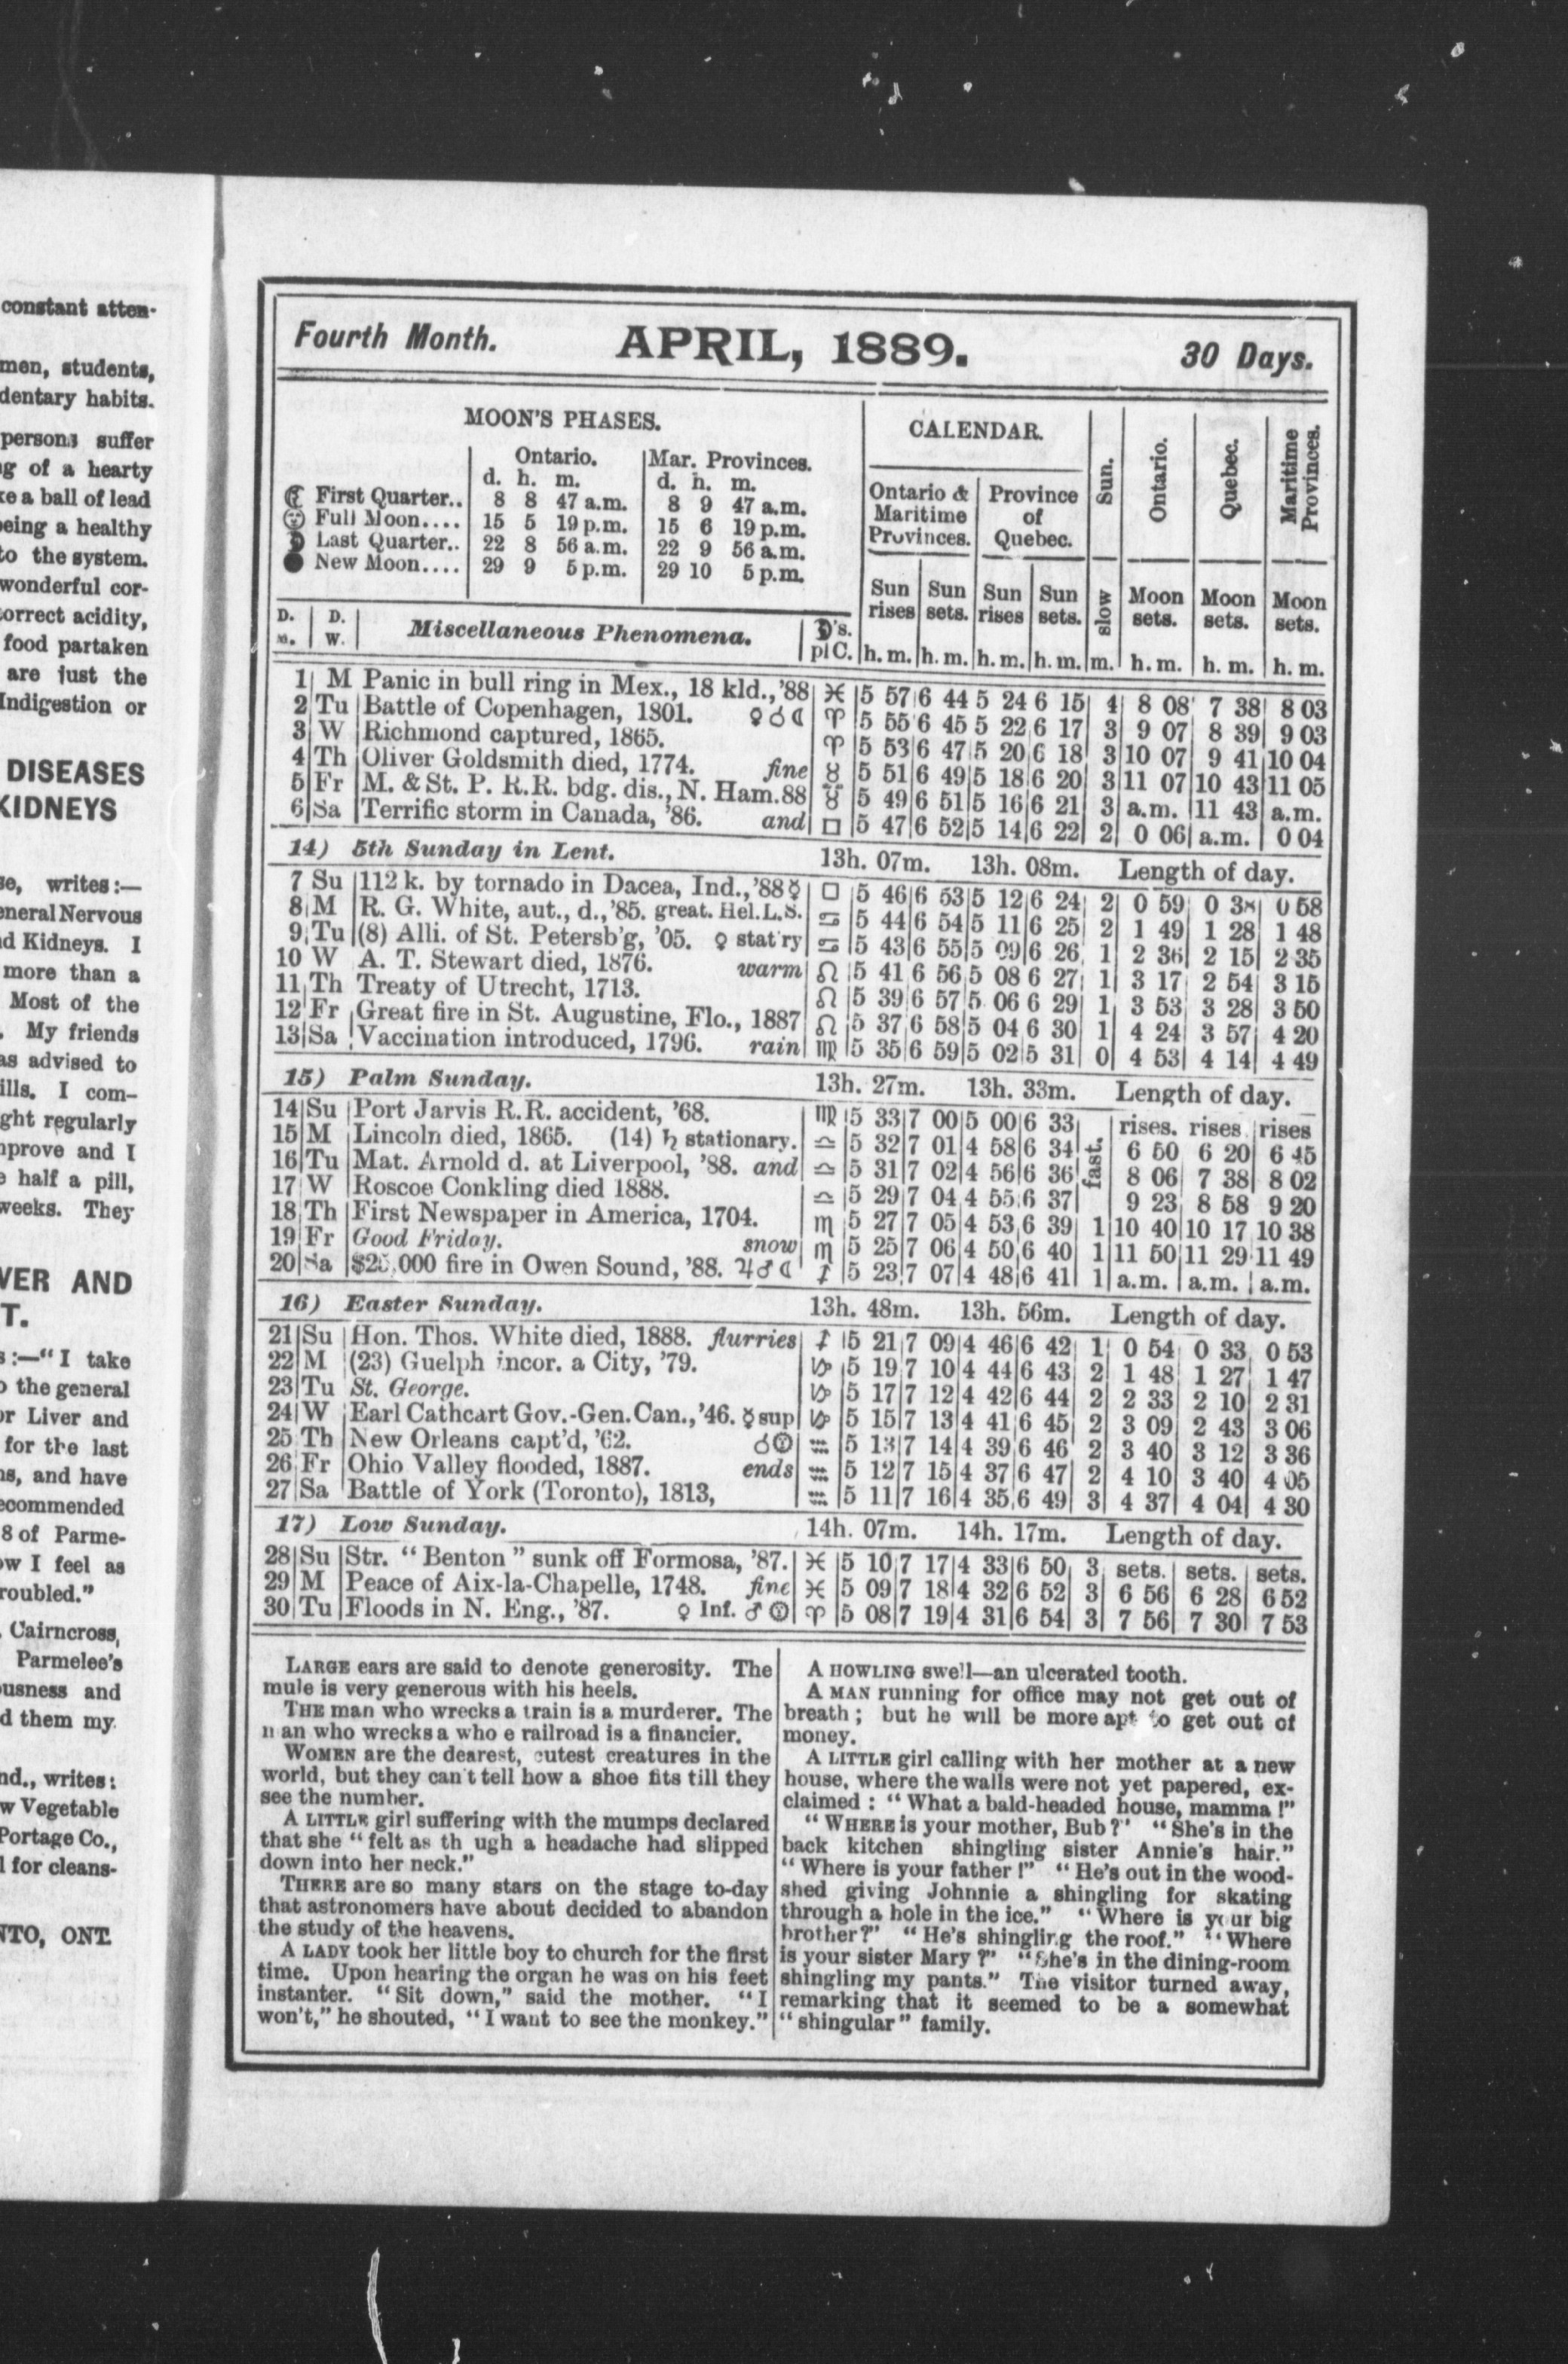 constant atten-
men, students,
dentary habits.
persons suffer
g of a hearty
e a ball of lead
being a healthy
to the system.
wonderful cor-
correct acidity,
food partaken
are just the
Indigestion or
DISEASES
KIDNEYS
se, writes:—
eneral Nervous
d Kidneys. I
more than a
Most of the
. My friends
as advised to
ills. I com-
ght regularly
mprove and I
e half a pill,
weeks. They
VER AND
T.
s:—“I take
o the general
or Liver and
for the last
ns, and have
recommended
8 of Parme-
ow I feel as
roubled.”
. Cairncross,
Parmelee's
ousness and
d them my
nd., writes:
w Vegetable
Portage Co.,
l for cleans-
NTO, ONT.
Fourth Month. APRIL, 1889. 30 Days.
MOON'S PHASES.
Ontario. Mar. Provinces.
d. h. m. d. h. m.
First Quarter.. 8 8 47 a.m. 8 9 47 a.m.
Full Moon.... 15 5 19 p.m. 15 6 19 p.m.
Last Quarter.. 22 8 56 a.m. 22 9 56 a.m.
New Moon.... 29 9 5 p.m. 29 10 5 p.m.
CALENDAR.
Ontario & Maritime Provinces. Province of Quebec. Sun. Ontario. Quebec. Maritime Provinces.
Sun rises Sun sets. Sun rises Sun sets. slow Moon sets. Moon sets. Moon sets.
D. M. D. W. Miscellaneous Phenomena. ☽'s. plC. h. m. h. m. h. m. h. m. m. h. m. h. m. h. m.
1 M Panic in bull ring in Mex., 18 kld., '88 ♓ 5 57 6 44 5 24 6 15 4 8 08 7 38 8 03
2 Tu Battle of Copenhagen, 1801. ♀☌☾ ♈ 5 55 6 45 5 22 6 17 3 9 07 8 39 9 03
3 W Richmond captured, 1865. ♈ 5 53 6 47 5 20 6 18 3 10 07 9 41 10 04
4 Th Oliver Goldsmith died, 1774. fine ♉ 5 51 6 49 5 18 6 20 3 11 07 10 43 11 05
5 Fr M. & St. P. R.R. bdg. dis., N. Ham. 88 ♉ 5 49 6 51 5 16 6 21 3 a.m. 11 43 a.m.
6 Sa Terrific storm in Canada, '86. and □ 5 47 6 52 5 14 6 22 2 0 06 a.m. 0 04
14) 5th Sunday in Lent. 13h. 07m. 13h. 08m. Length of day.
7 Su 112 k. by tornado in Dacea, Ind., '88 ☿ □ 5 46 6 53 5 12 6 24 2 0 59 0 38 0 58
8 M R. G. White, aut., d., '85. great. Hel. L.S. ♋ 5 44 6 54 5 11 6 25 2 1 49 1 28 1 48
9 Tu (8) Alli. of St. Petersb'g, '05. ♀ stat'ry ♋ 5 43 6 55 5 09 6 26 1 2 36 2 15 2 35
10 W A. T. Stewart died, 1876. warm ♌ 5 41 6 56 5 08 6 27 1 3 17 2 54 3 15
11 Th Treaty of Utrecht, 1713. ♌ 5 39 6 57 5 06 6 29 1 3 53 3 28 3 50
12 Fr Great fire in St. Augustine, Flo., 1887 ♌ 5 37 6 58 5 04 6 30 1 4 24 3 57 4 20
13 Sa Vaccination introduced, 1796. rain ♍ 5 35 6 59 5 02 5 31 0 4 53 4 14 4 49
15) Palm Sunday. 13h. 27m. 13h. 33m. Length of day.
14 Su Port Jarvis R.R. accident, '68. ♍ 5 33 7 00 5 00 6 33 fast. rises. rises. rises
15 M Lincoln died, 1865. (14) ♄ stationary. ♎ 5 32 7 01 4 58 6 34 6 50 6 20 6 45
16 Tu Mat. Arnold d. at Liverpool, '88. and ♎ 5 31 7 02 4 56 6 36 8 06 7 38 8 02
17 W Roscoe Conkling died 1888. ♎ 5 29 7 04 4 55 6 37 9 23 8 58 9 20
18 Th First Newspaper in America, 1704. ♏ 5 27 7 05 4 53 6 39 1 10 40 10 17 10 38
19 Fr Good Friday. snow ♏ 5 25 7 06 4 50 6 40 1 11 50 11 29 11 49
20 Sa $25,000 fire in Owen Sound, '88. ♃♂☾ ♐ 5 23 7 07 4 48 6 41 1 a.m. a.m. a.m.
16) Easter Sunday. 13h. 48m. 13h. 56m. Length of day.
21 Su Hon. Thos. White died, 1888. flurries ♐ 5 21 7 09 4 46 6 42 1 0 54 0 33 0 53
22 M (23) Guelph incor. a City, '79. ♑ 5 19 7 10 4 44 6 43 2 1 48 1 27 1 47
23 Tu St. George. ♑ 5 17 7 12 4 42 6 44 2 2 33 2 10 2 31
24 W Earl Cathcart Gov.-Gen. Can., '46. ☿ sup ♑ 5 15 7 13 4 41 6 45 2 3 09 2 43 3 06
25 Th New Orleans capt'd, '62. ☌☉ ♒ 5 13 7 14 4 39 6 46 2 3 40 3 12 3 36
26 Fr Ohio Valley flooded, 1887. ends ♒ 5 12 7 15 4 37 6 47 2 4 10 3 40 4 05
27 Sa Battle of York (Toronto), 1813, ♒ 5 11 7 16 4 35 6 49 3 4 37 4 04 4 30
17) Low Sunday. 14h. 07m. 14h. 17m. Length of day.
28 Su Str. “Benton” sunk off Formosa, '87. ♓ 5 10 7 17 4 33 6 50 3 sets. sets. sets.
29 M Peace of Aix-la-Chapelle, 1748. fine ♓ 5 09 7 18 4 32 6 52 3 6 56 6 28 6 52
30 Tu Floods in N. Eng., '87. ♀ Inf. ♂☉ ♈ 5 08 7 19 4 31 6 54 3 7 56 7 30 7 53
LARGE ears are said to denote generosity. The
mule is very generous with his heels.
THE man who wrecks a train is a murderer. The
man who wrecks a who e railroad is a financier.
WOMEN are the dearest, cutest creatures in the
world, but they can't tell how a shoe fits till they
see the number.
A LITTLE girl suffering with the mumps declared
that she “felt as th ugh a headache had slipped
down into her neck.”
THERE are so many stars on the stage to-day
that astronomers have about decided to abandon
the study of the heavens.
A LADY took her little boy to church for the first
time. Upon hearing the organ he was on his feet
instanter. “Sit down,” said the mother. “I
won't,” he shouted, “I want to see the monkey.”
A HOWLING swell—an ulcerated tooth.
A MAN running for office may not get out of
breath; but he will be more apt to get out of
money.
A LITTLE girl calling with her mother at a new
house, where the walls were not yet papered, ex-
claimed: “What a bald-headed house, mamma!”
“WHERE is your mother, Bub?” “She's in the
back kitchen shingling sister Annie's hair.”
“Where is your father!” “He's out in the wood-
shed giving Johnnie a shingling for skating
through a hole in the ice.” “Where is your big
brother?” “He's shingling the roof.” “Where
is your sister Mary?” “She's in the dining-room
shingling my pants.” The visitor turned away,
remarking that it seemed to be a somewhat
“shingular” family.